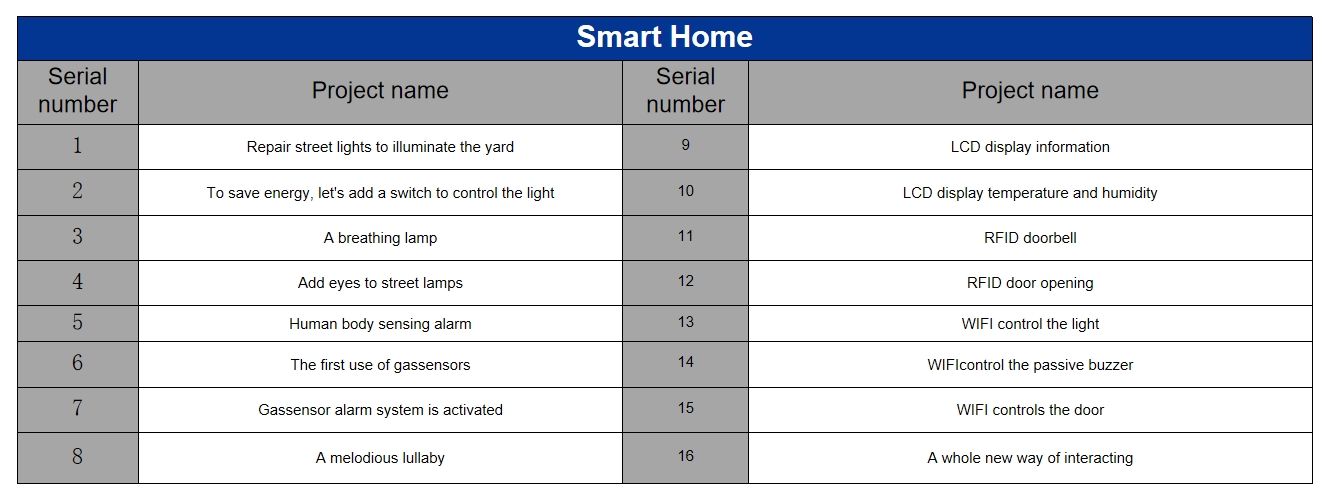 Smart Home
Serial number Project name Serial number Project name
1 Repair street lights to illuminate the yard 9 LCD display information
2 To save energy, let's add a switch to control the light 10 LCD display temperature and humidity
3 A breathing lamp 11 RFID doorbell
4 Add eyes to street lamps 12 RFID door opening
5 Human body sensing alarm 13 WIFI control the light
6 The first use of gassensors 14 WIFIcontrol the passive buzzer
7 Gassensor alarm system is activated 15 WIFI controls the door
8 A melodious lullaby 16 A whole new way of interacting